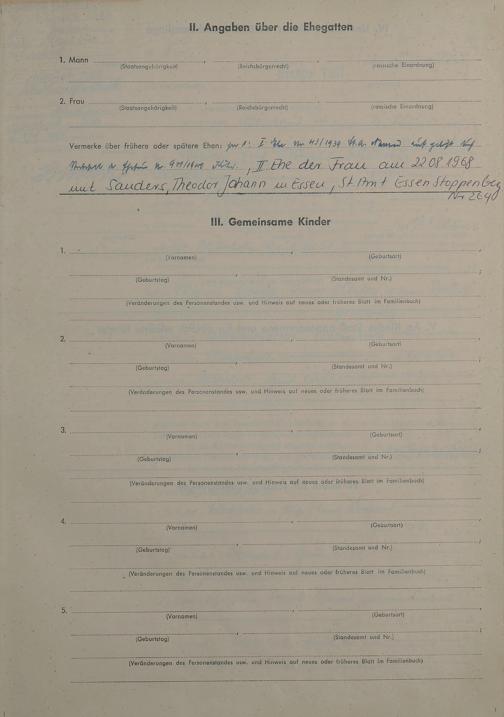 II. Angaben über die Ehegatten
1. Mann
(Staatsangehörigkeit) (Reichsbürgerrecht) (rassische Einordnung)
2. Frau
(Staatsangehörigkeit) (Reichsbürgerrecht) (rassische Einordnung)
Vermerke über frühere oder spätere Ehen:
II Ehe der Frau am 22.08.1968
mit Sanders, Theodor Johann in Essen, St. Amt Essen Stoppenberg
III. Gemeinsame Kinder
1.
(Vornamen) (Geburtsort)
(Geburtstag) (Standesamt und Nr.)
(Veränderungen des Personenstandes usw. und Hinweis auf neues oder früheres Blatt im Familienbuch)
2.
(Vornamen) (Geburtsort)
(Geburtstag) (Standesamt und Nr.)
(Veränderungen des Personenstandes usw. und Hinweis auf neues oder früheres Blatt im Familienbuch)
3.
(Vornamen) (Geburtsort)
(Geburtstag) (Standesamt und Nr.)
(Veränderungen des Personenstandes usw. und Hinweis auf neues oder früheres Blatt im Familienbuch)
4.
(Vornamen) (Geburtsort)
(Geburtstag) (Standesamt und Nr.)
(Veränderungen des Personenstandes usw. und Hinweis auf neues oder früheres Blatt im Familienbuch)
5.
(Vornamen) (Geburtsort)
(Geburtstag) (Standesamt und Nr.)
(Veränderungen des Personenstandes usw. und Hinweis auf neues oder früheres Blatt im Familienbuch)